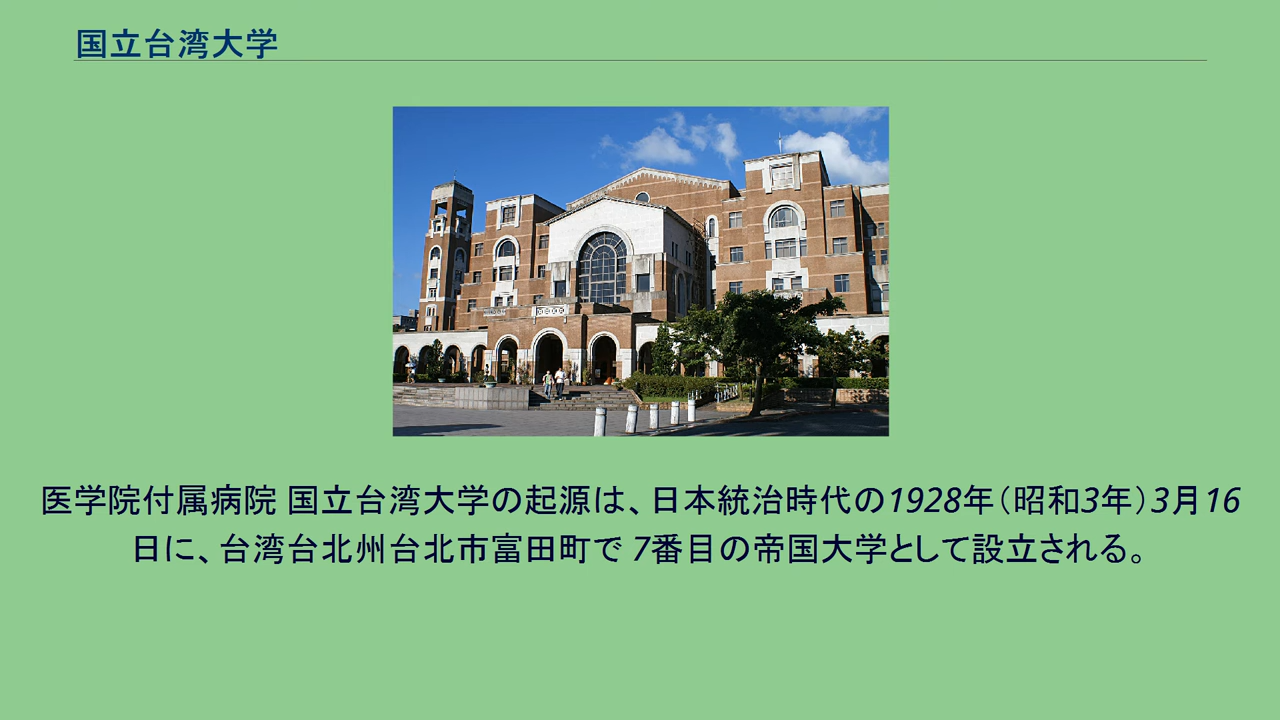 国立台湾大学
医学院付属病院 国立台湾大学の起源は、日本統治時代の1928年（昭和3年）3月16
日に、台湾台北州台北市富田町で 7番目の帝国大学として設立される。